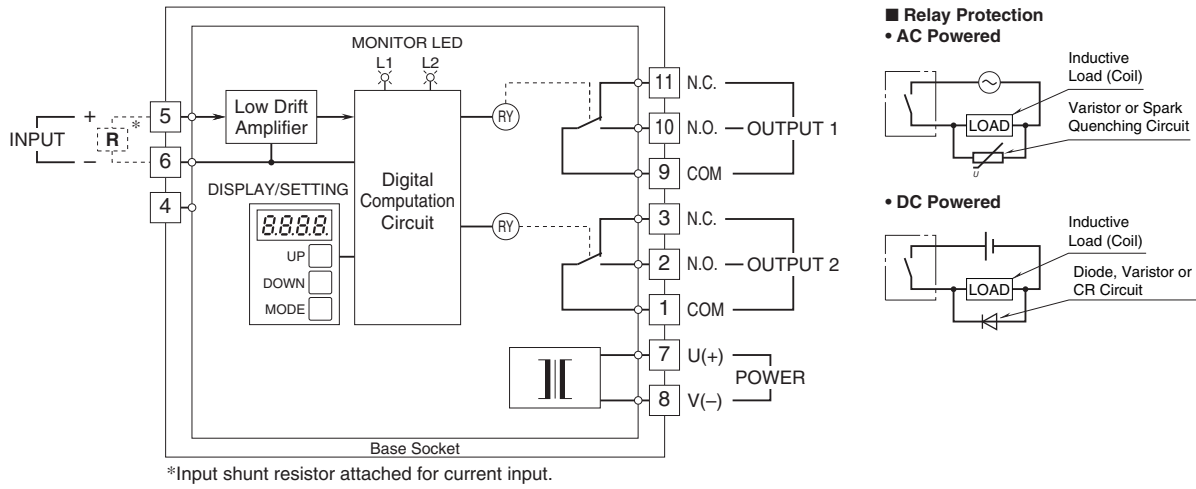 MONITOR LED
L1 L2
INPUT
+
–
R
*
5
6
4
Low Drift
Amplifier
DISPLAY/SETTING
8.8.8.8.
UP
DOWN
MODE
Digital
Computation
Circuit
RY
RY
11 N.C.
10 N.O. OUTPUT 1
9 COM
3 N.C.
2 N.O. OUTPUT 2
1 COM
7 U(+)
POWER
8 V(–)
Base Socket
*Input shunt resistor attached for current input.
■ Relay Protection
• AC Powered
Inductive
Load (Coil)
LOAD
Varistor or Spark
Quenching Circuit
U
• DC Powered
Inductive
Load (Coil)
LOAD
Diode, Varistor or
CR Circuit